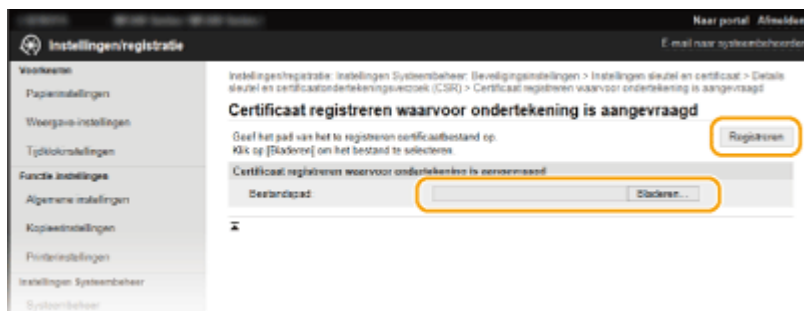 Naar portal Afmelden
Instellingen/registratie
E-mail naar systeembeheerder
Voorkeuren
Papierinstellingen
Weergave-instellingen
Tijdklokinstellingen
Functie-instellingen
Algemene instellingen
Kopieerinstellingen
Printerinstellingen
Instellingen Systeembeheer
Systeembeheer
Instellingen/registratie: Instellingen Systeembeheer: Beveiligingsinstellingen > Instellingen sleutel en certificaat > Details
sleutel en certificaatondertekeningsverzoek (CSR) > Certificaat registreren waarvoor ondertekening is aangevraagd
Certificaat registreren waarvoor ondertekening is aangevraagd
Geef het pad van het te registreren certificaatbestand op.
Klik op [Bladeren] om het bestand te selecteren.
Registreren
Certificaat registreren waarvoor ondertekening is aangevraagd
Bestandspad:
Bladeren...